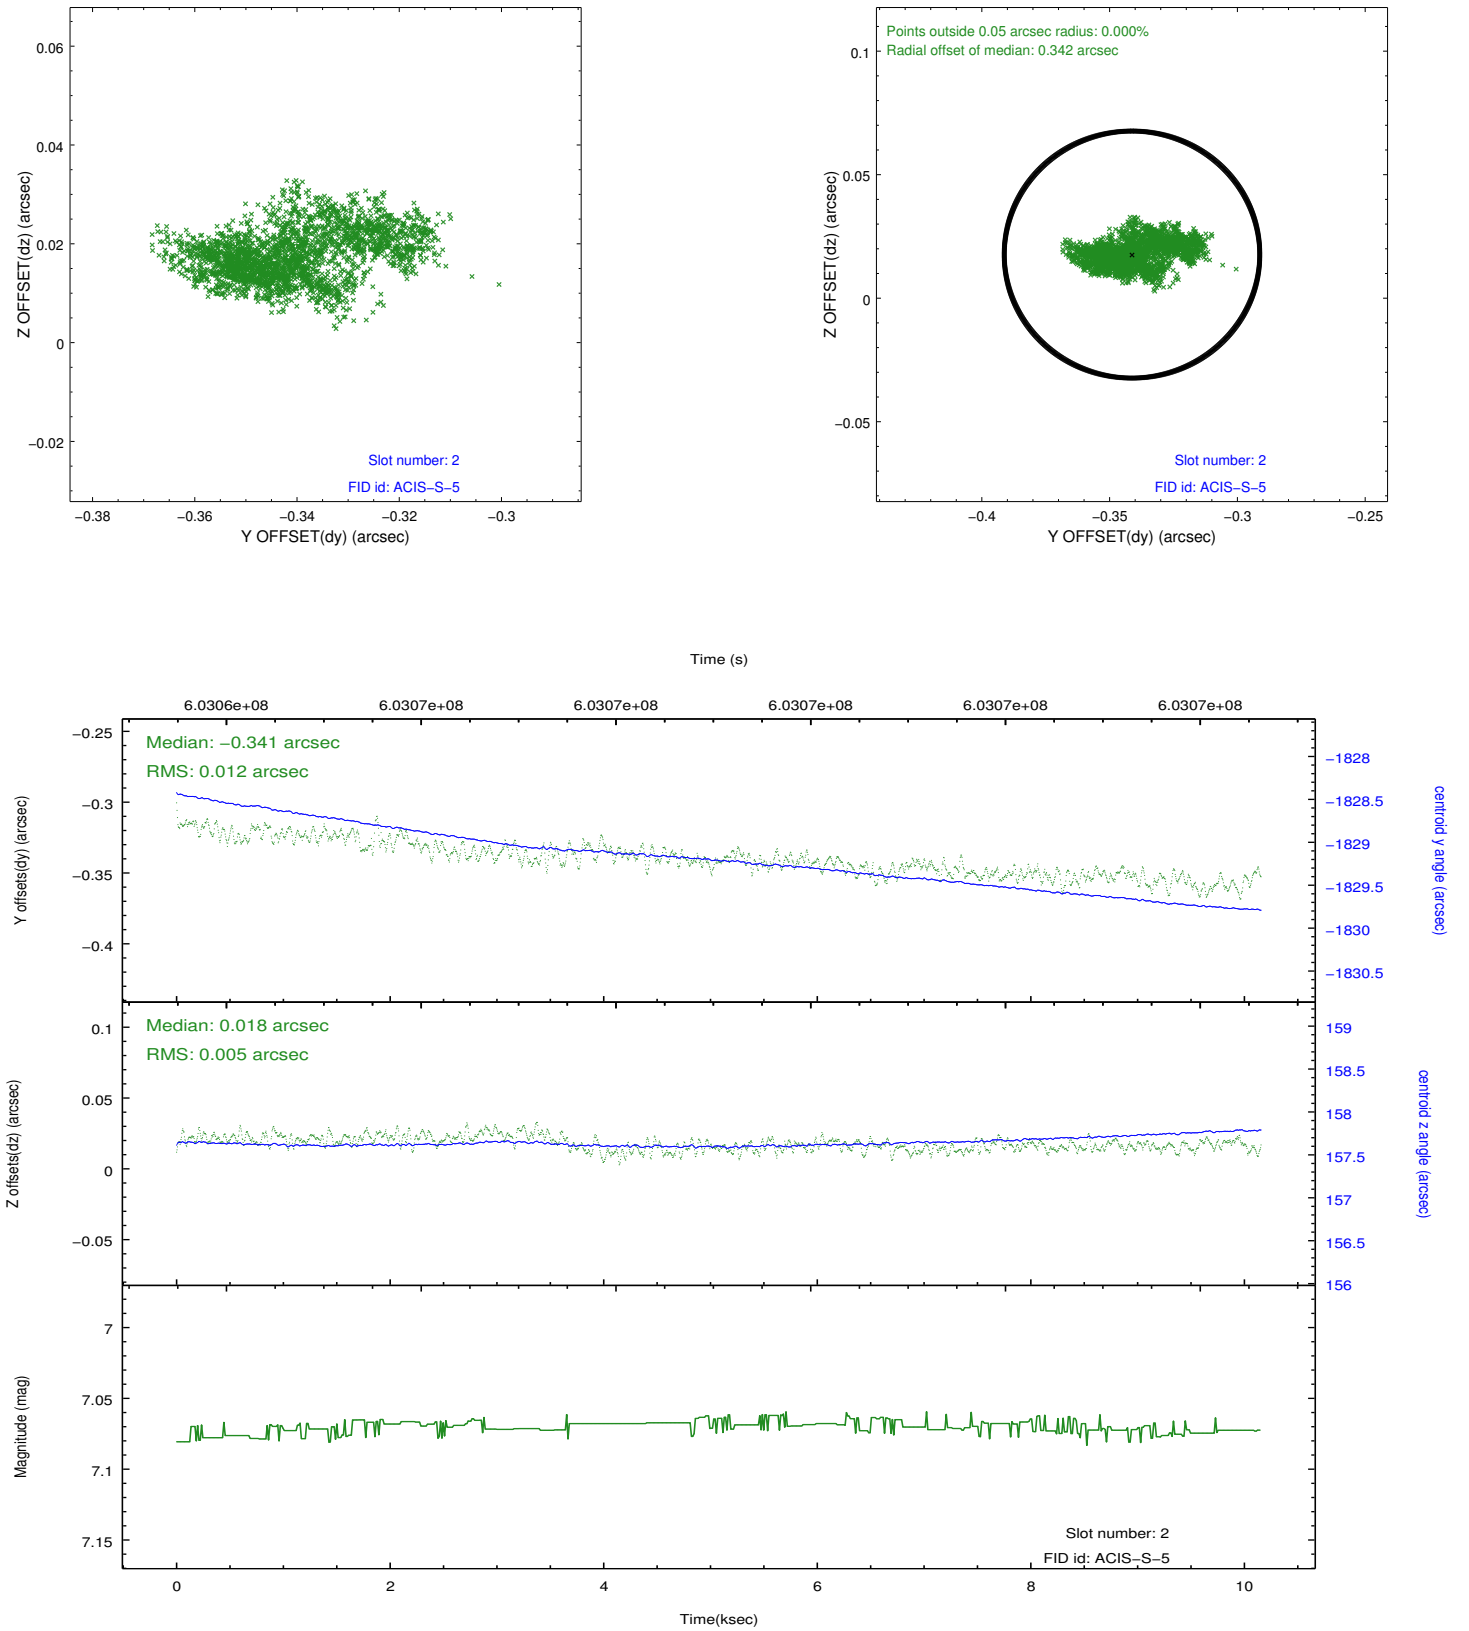 0.06
0.04
0.02
0
−0.02
Z OFFSET(dz) (arcsec)
Slot number: 2
FID id: ACIS−S−5
−0.38
−0.36
−0.34
−0.32
−0.3
Y OFFSET(dy) (arcsec)
Points outside 0.05 arcsec radius: 0.000%
Radial offset of median: 0.342 arcsec
0.1
0.05
0
−0.05
Z OFFSET(dz) (arcsec)
Slot number: 2
FID id: ACIS−S−5
−0.4
−0.35
−0.3
−0.25
Y OFFSET(dy) (arcsec)
Time (s)
6.0306e+08
6.0307e+08
6.0307e+08
6.0307e+08
6.0307e+08
6.0307e+08
Median: −0.341 arcsec
RMS: 0.012 arcsec
−0.25
−0.3
−0.35
−0.4
Y offsets(dy) (arcsec)
−1828
−1828.5
−1829
−1829.5
−1830
−1830.5
centroid y angle (arcsec)
Median: 0.018 arcsec
RMS: 0.005 arcsec
0.1
0.05
0
−0.05
Z offsets(dz) (arcsec)
159
158.5
158
157.5
157
156.5
156
centroid z angle (arcsec)
7
7.05
7.1
7.15
Magnitude (mag)
Slot number: 2
FID id: ACIS−S−5
0
2
4
6
8
10
Time(ksec)